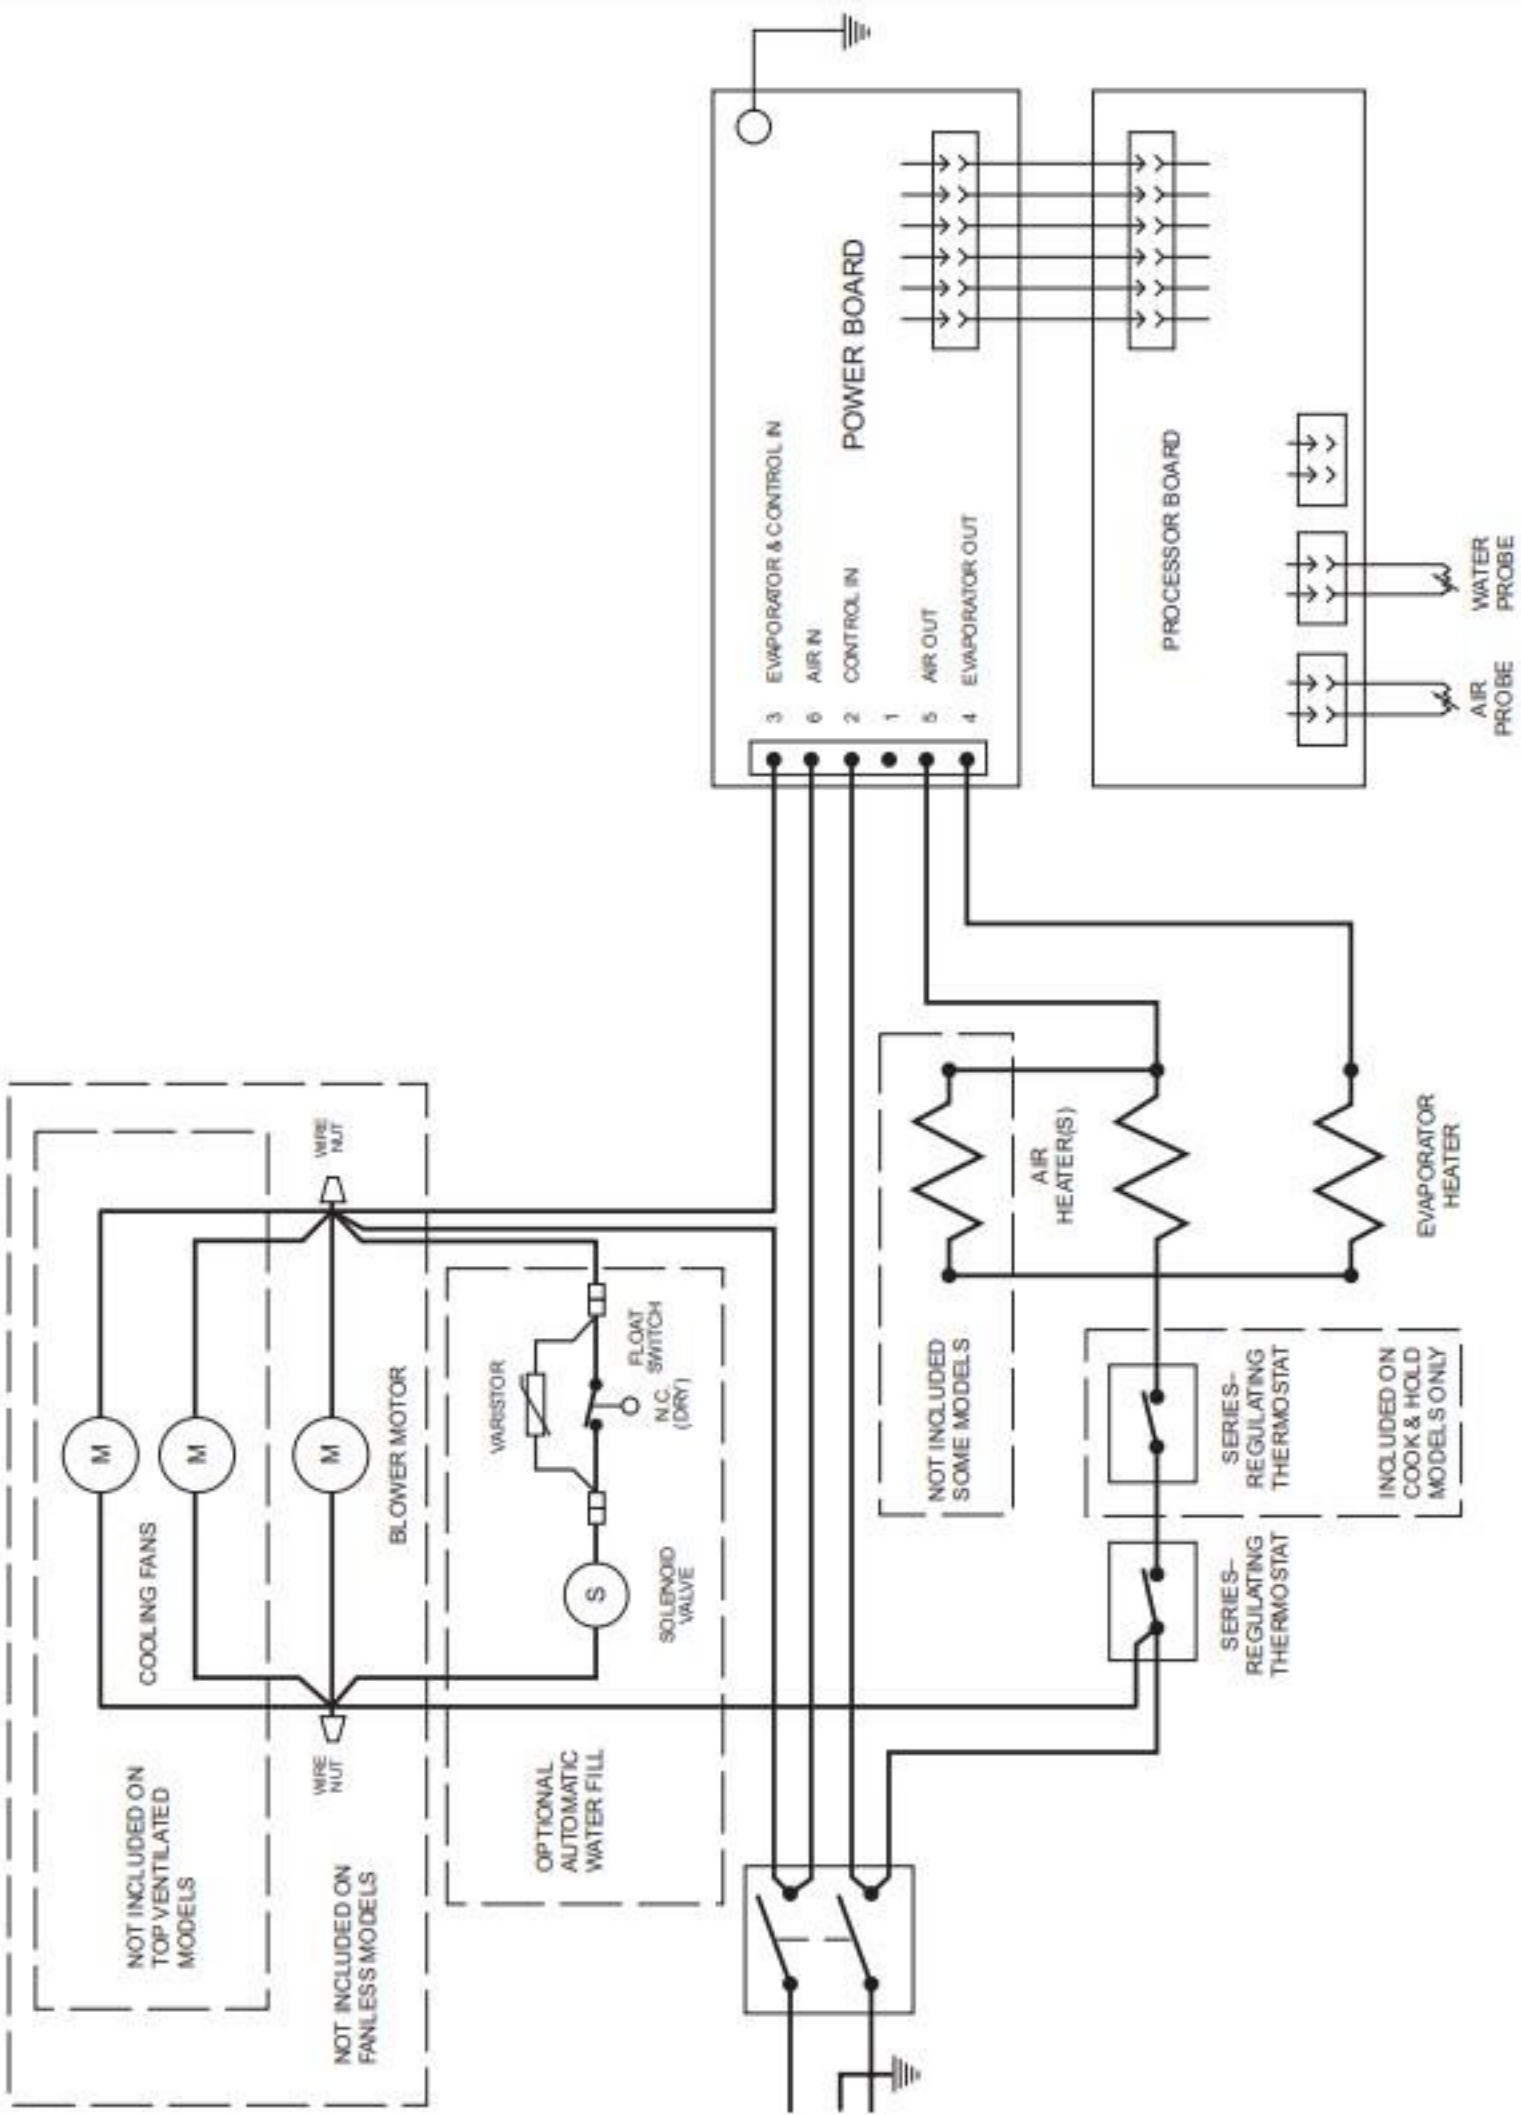 NOT INCLUDED ON
TOP VENTILATED
MODELS
COOLING FANS
M
M
NOT INCLUDED ON
FANLESS MODELS
WIRE
NUT
M
WIRE
NUT
BLOWER MOTOR
OPTIONAL
AUTOMATIC
WATER FILL
VARISTOR
S
SOLENOID
VALVE
FLOAT
SWITCH
N.C.
(DRY)
3 EVAPORATOR & CONTROL IN
6 AIR IN
2 CONTROL IN
1
5 AIR OUT
4 EVAPORATOR OUT
POWER BOARD
NOT INCLUDED
SOME MODELS
AIR
HEATER(S)
SERIES–
REGULATING
THERMOSTAT
SERIES–
REGULATING
THERMOSTAT
INCLUDED ON
COOK & HOLD
MODELS ONLY
EVAPORATOR
HEATER
PROCESSOR BOARD
AIR
PROBE
WATER
PROBE